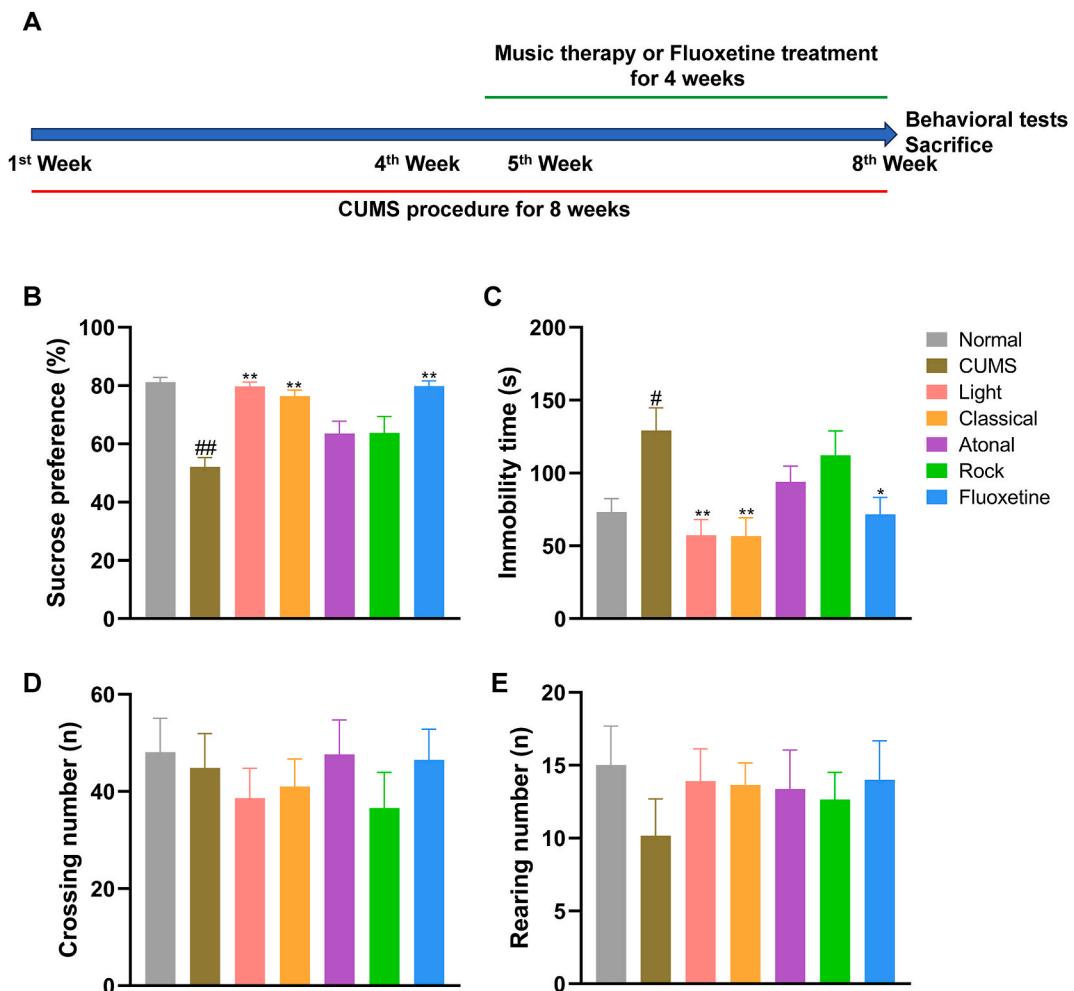 A
Music therapy or Fluoxetine treatment
for 4 weeks
Behavioral tests
Sacrifice
1st Week
4th Week
5th Week
8th Week
CUMS procedure for 8 weeks
B
Sucrose preference (%)
100
80
60
40
20
0
##
**
**
**
C
Immobility time (s)
200
150
100
50
0
#
**
**
*
Normal
CUMS
Light
Classical
Atonal
Rock
Fluoxetine
D
Crossing number (n)
60
40
20
0
E
Rearing number (n)
20
15
10
5
0